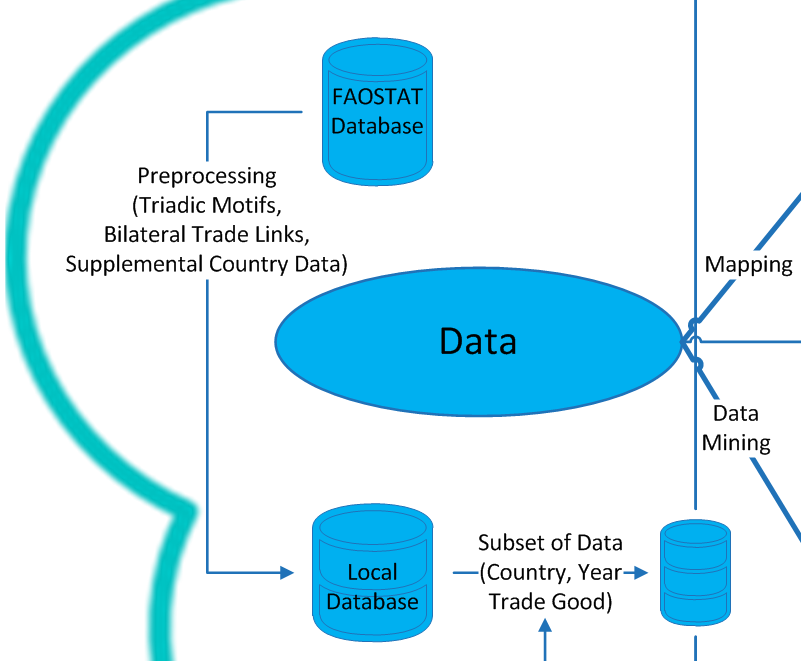 FAOSTAT
Database
Preprocessing
(Triadic Motifs,
Bilateral Trade Links,
Supplemental Country Data)
Mapping
Data
Data
Mining
Subset of Data
(Country, Year
Trade Good)
Local
Database